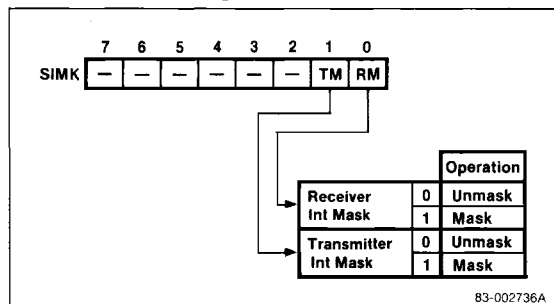 7 6 5 4 3 2 1 0
SIMK — — — — — — TM RM
Operation
Receiver Int Mask 0 Unmask
1 Mask
Transmitter Int Mask 0 Unmask
1 Mask
83-002736A